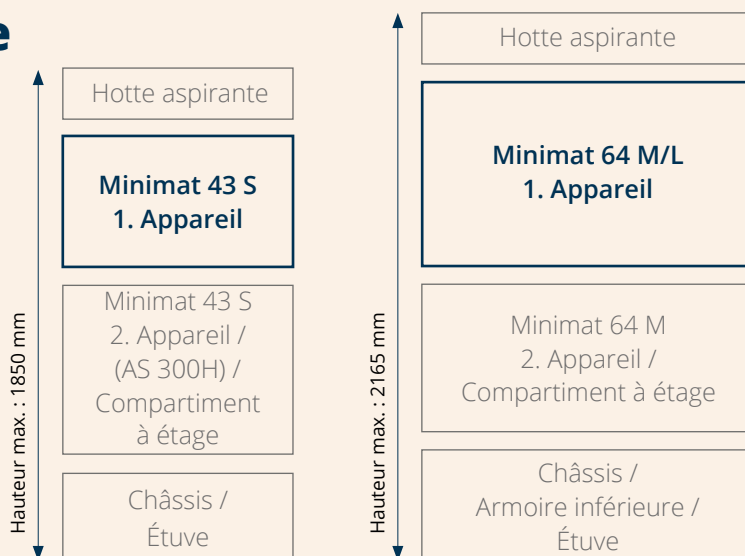 e
Hotte aspirante
Minimat 43 S
1. Appareil
Minimat 43 S
2. Appareil /
(AS 300H) /
Compartiment
à étage
Châssis /
Étuve
Hauteur max. : 1850 mm
Hotte aspirante
Minimat 64 M/L
1. Appareil
Minimat 64 M
2. Appareil /
Compartiment à étage
Châssis /
Armoire inférieure /
Étuve
Hauteur max. : 2165 mm